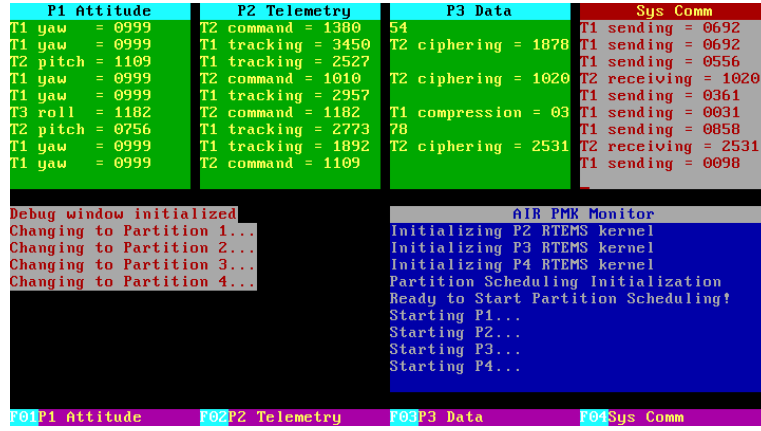 P1 Attitude
T1 yaw   = 0999
T1 yaw   = 0999
T2 pitch = 1109
T1 yaw   = 0999
T1 yaw   = 0999
T3 roll  = 1182
T2 pitch = 0756
T1 yaw   = 0999
T1 yaw   = 0999
P2 Telemetry
T2 command = 1380
T1 tracking = 3450
T1 tracking = 2527
T2 command = 1010
T1 tracking = 2957
T2 command = 1182
T1 tracking = 2773
T1 tracking = 1892
T2 command = 1109
P3 Data
54
T2 ciphering = 1878
T2 ciphering = 1020
T1 compression = 03
78
T2 ciphering = 2531
Sys Comm
T1 sending = 0692
T1 sending = 0692
T1 sending = 0556
T2 receiving = 1020
T1 sending = 0361
T1 sending = 0031
T1 sending = 0858
T2 receiving = 2531
T1 sending = 0098
_
Debug window initialized
Changing to Partition 1...
Changing to Partition 2...
Changing to Partition 3...
Changing to Partition 4...
AIR PMK Monitor
Initializing P2 RTEMS kernel
Initializing P3 RTEMS kernel
Initializing P4 RTEMS kernel
Partition Scheduling Initialization
Ready to Start Partition Scheduling!
Starting P1...
Starting P2...
Starting P3...
Starting P4...
F01P1 Attitude F02P2 Telemetry F03P3 Data F04Sys Comm